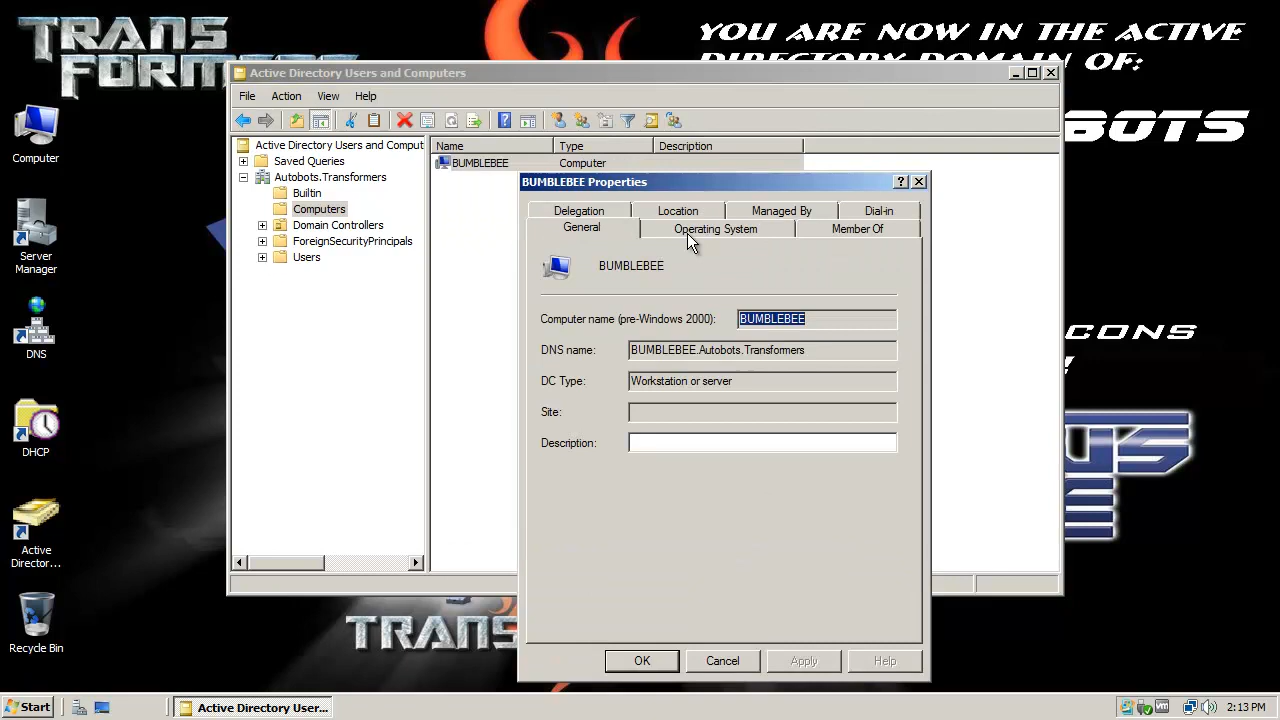 TRANS
FORM
YOU ARE NOW IN THE ACTIVE
DIRECTORY DOMAIN OF:
BOTS
CONS
!
US
E
TRANS
Computer
Server
Manager
DNS
DHCP
Active
Director...
Recycle Bin
Active Directory Users and Computers
File Action View Help
Active Directory Users and Comput
Saved Queries
Autobots.Transformers
Builtin
Computers
Domain Controllers
ForeignSecurityPrincipals
Users
Name Type Description
BUMBLEBEE Computer
BUMBLEBEE Properties
Delegation Location Managed By Dial-in
General Operating System Member Of
BUMBLEBEE
Computer name (pre-Windows 2000): BUMBLEBEE
DNS name: BUMBLEBEE.Autobots.Transformers
DC Type: Workstation or server
Site:
Description:
OK Cancel Apply Help
Start Active Directory User... 2:13 PM